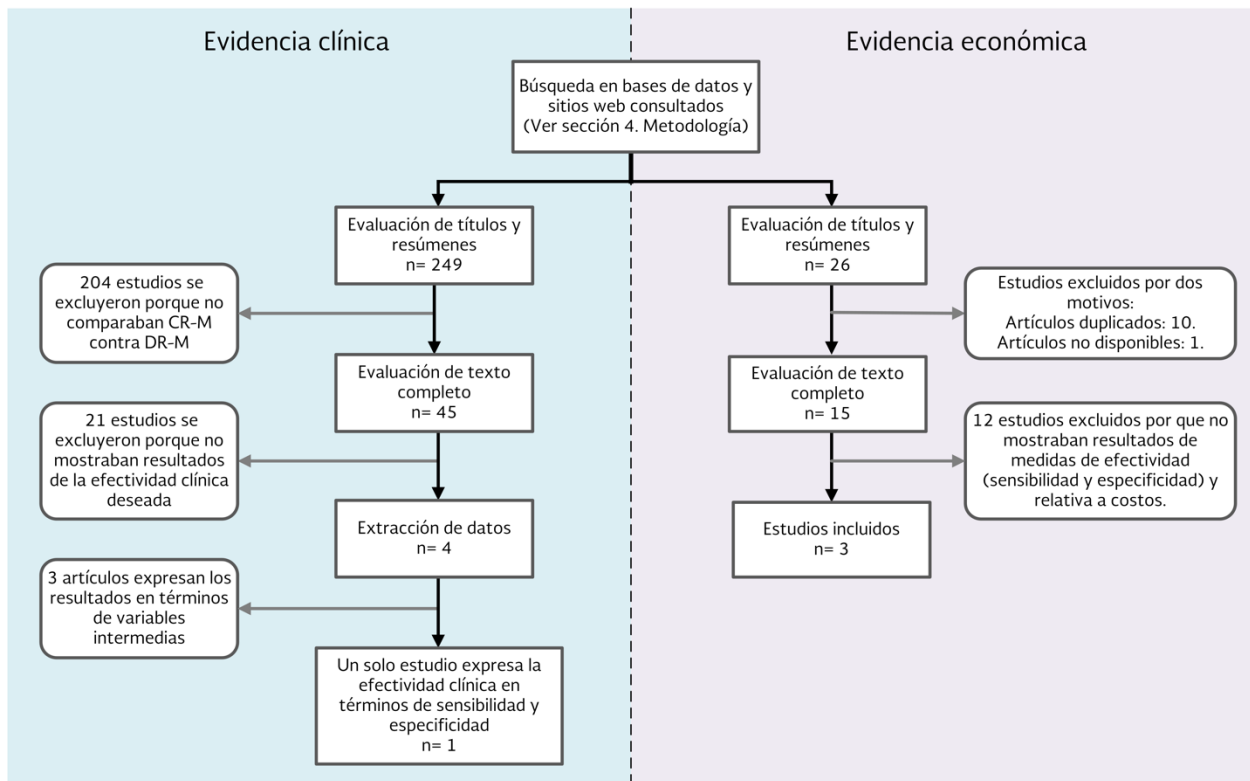 Evidencia clínica
Evidencia económica
Búsqueda en bases de datos y
sitios web consultados
(Ver sección 4. Metodología)
Evaluación de títulos y
resúmenes
n= 249
204 estudios se
excluyeron porque no
comparaban CR-M
contra DR-M
Evaluación de texto
completo
n= 45
21 estudios se
excluyeron porque no
mostraban resultados
de la efectividad clínica
deseada
Extracción de datos
n= 4
3 artículos expresan los
resultados en términos
de variables
intermedias
Un solo estudio expresa la
efectividad clínica en
términos de sensibilidad y
especificidad
n= 1
Evaluación de títulos y
resúmenes
n= 26
Estudios excluidos por dos
motivos:
Artículos duplicados: 10.
Artículos no disponibles: 1.
Evaluación de texto
completo
n= 15
12 estudios excluidos por que no
mostraban resultados de
medidas de efectividad
(sensibilidad y especificidad) y
relativa a costos.
Estudios incluidos
n= 3